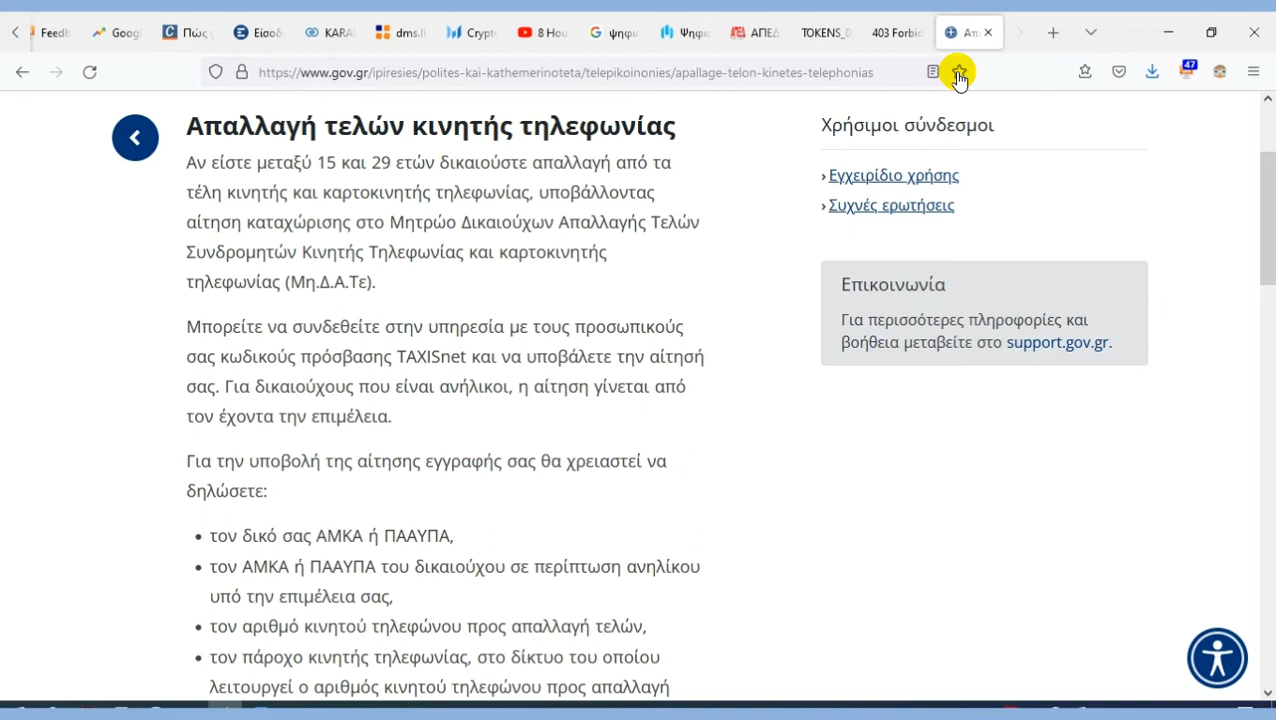 Feedb
Googl
Πώς
Είσοδ
KARA
dms.l
Crypt
8 Hou
ψηφι
Ψηφι
ΑΠΕΔ
TOKENS_0
403 Forbid
Απ
https://www.gov.gr/ipiresies/polites-kai-kathemerinoteta/telepikoinonies/apallage-telon-kinetes-telephonias
47
Απαλλαγή τελών κινητής τηλεφωνίας
Αν είστε μεταξύ 15 και 29 ετών δικαιούστε απαλλαγή από τα
τέλη κινητής και καρτοκινητής τηλεφωνίας, υποβάλλοντας
αίτηση καταχώρισης στο Μητρώο Δικαιούχων Απαλλαγής Τελών
Συνδρομητών Κινητής Τηλεφωνίας και καρτοκινητής
τηλεφωνίας (Μη.Δ.Α.Τε).
Μπορείτε να συνδεθείτε στην υπηρεσία με τους προσωπικούς
σας κωδικούς πρόσβασης TAXISnet και να υποβάλετε την αίτησή
σας. Για δικαιούχους που είναι ανήλικοι, η αίτηση γίνεται από
τον έχοντα την επιμέλεια.
Για την υποβολή της αίτησης εγγραφής σας θα χρειαστεί να
δηλώσετε:
• τον δικό σας ΑΜΚΑ ή ΠΑΑΥΠΑ,
• τον ΑΜΚΑ ή ΠΑΑΥΠΑ του δικαιούχου σε περίπτωση ανηλίκου
υπό την επιμέλεια σας,
• τον αριθμό κινητού τηλεφώνου προς απαλλαγή τελών,
• τον πάροχο κινητής τηλεφωνίας, στο δίκτυο του οποίου
λειτουργεί ο αριθμός κινητού τηλεφώνου προς απαλλαγή
Χρήσιμοι σύνδεσμοι
› Εγχειρίδιο χρήσης
› Συχνές ερωτήσεις
Επικοινωνία
Για περισσότερες πληροφορίες και
βοήθεια μεταβείτε στο support.gov.gr.